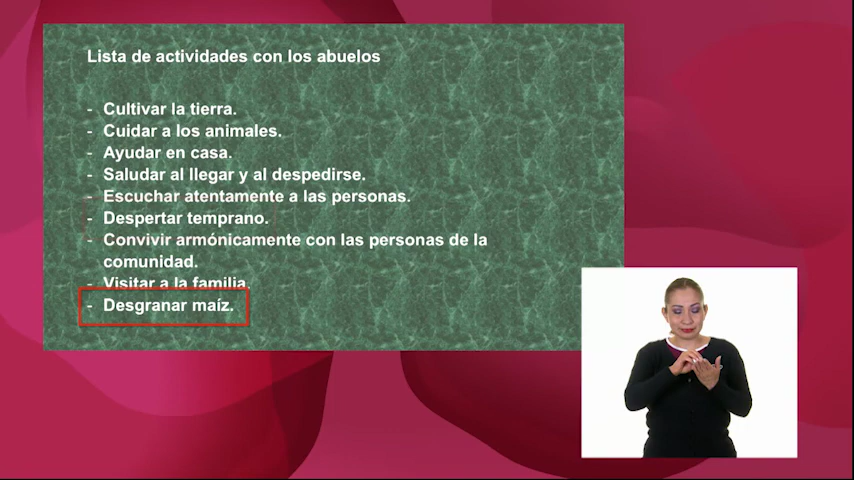 Lista de actividades con los abuelos
- Cultivar la tierra.
- Cuidar a los animales.
- Ayudar en casa.
- Saludar al llegar y al despedirse.
- Escuchar atentamente a las personas.
- Despertar temprano.
- Convivir armónicamente con las personas de la
comunidad.
- Visitar a la familia.
- Desgranar maíz.